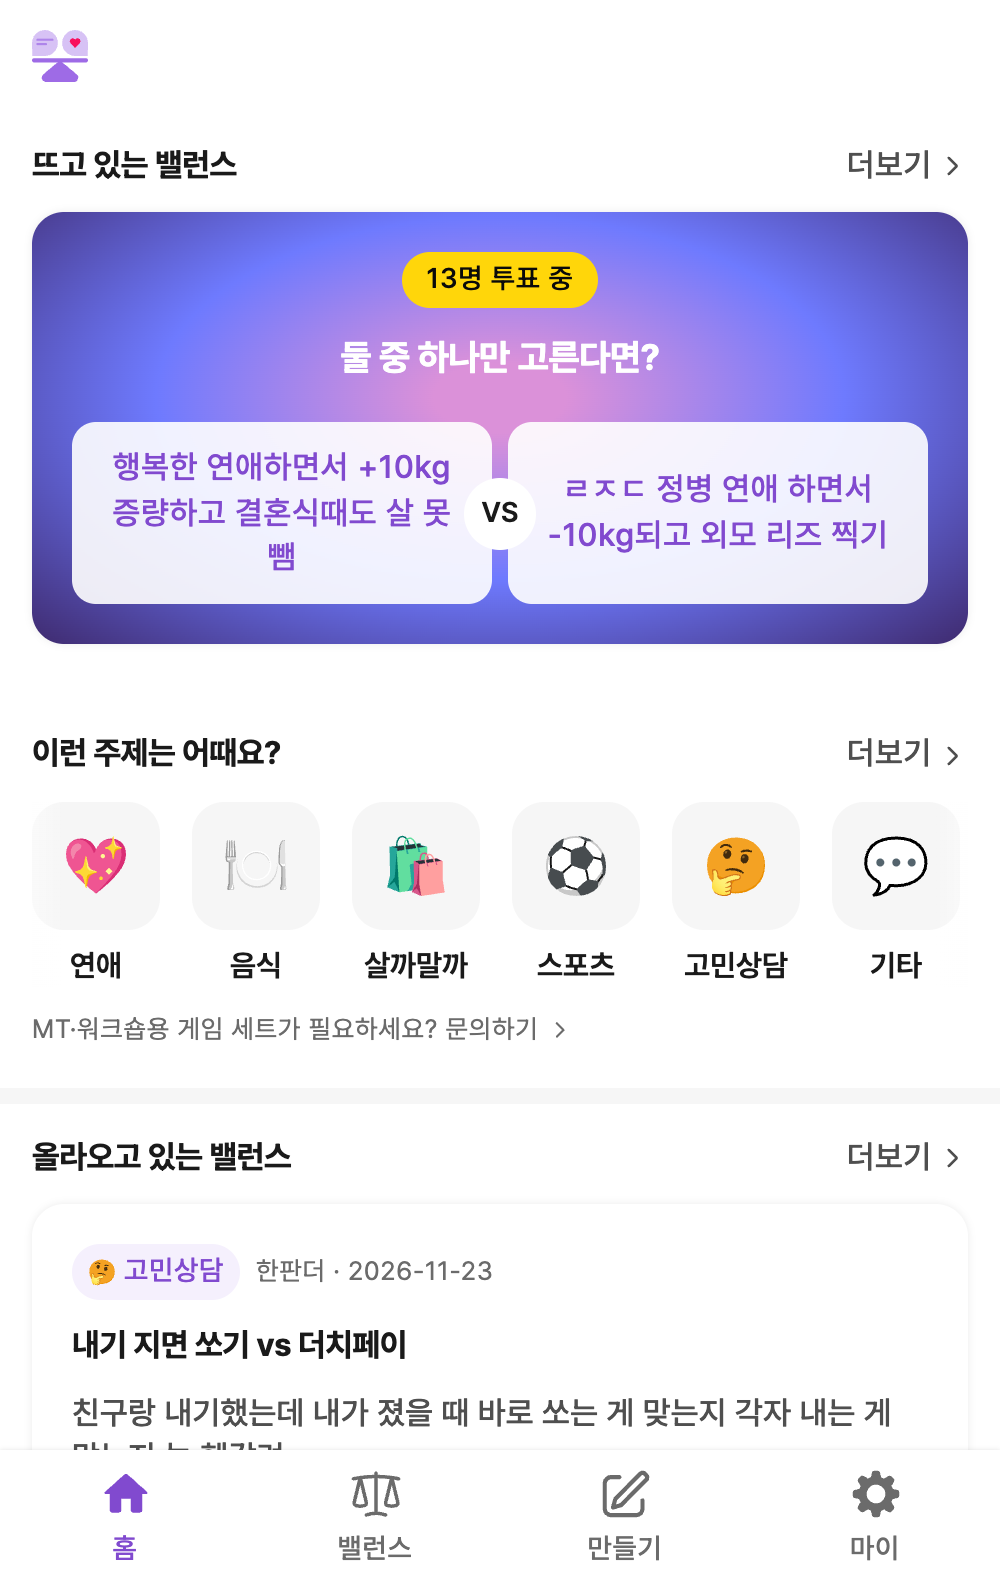 뜨고 있는 밸런스
더보기
13명 투표 중
둘 중 하나만 고른다면?
행복한 연애하면서 +10kg
증량하고 결혼식때도 살 못
뺌
VS
ㄹㅈㄷ 정병 연애 하면서
-10kg되고 외모 리즈 찍기
이런 주제는 어때요?
더보기
연애
음식
살까말까
스포츠
고민상담
기타
MT·워크숍용 게임 세트가 필요하세요? 문의하기
올라오고 있는 밸런스
더보기
고민상담
한판더 · 2026-11-23
내기 지면 쏘기 vs 더치페이
친구랑 내기했는데 내가 졌을 때 바로 쏘는 게 맞는지 각자 내는 게
홈
밸런스
만들기
마이